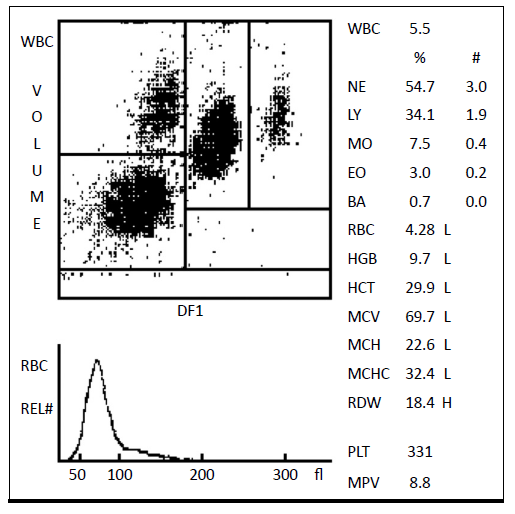 WBC
V
O
L
U
M
E
DF1
RBC
REL#
50 100 200 300 fl
WBC 5.5
% #
NE 54.7 3.0
LY 34.1 1.9
MO 7.5 0.4
EO 3.0 0.2
BA 0.7 0.0
RBC 4.28 L
HGB 9.7 L
HCT 29.9 L
MCV 69.7 L
MCH 22.6 L
MCHC 32.4 L
RDW 18.4 H
PLT 331
MPV 8.8